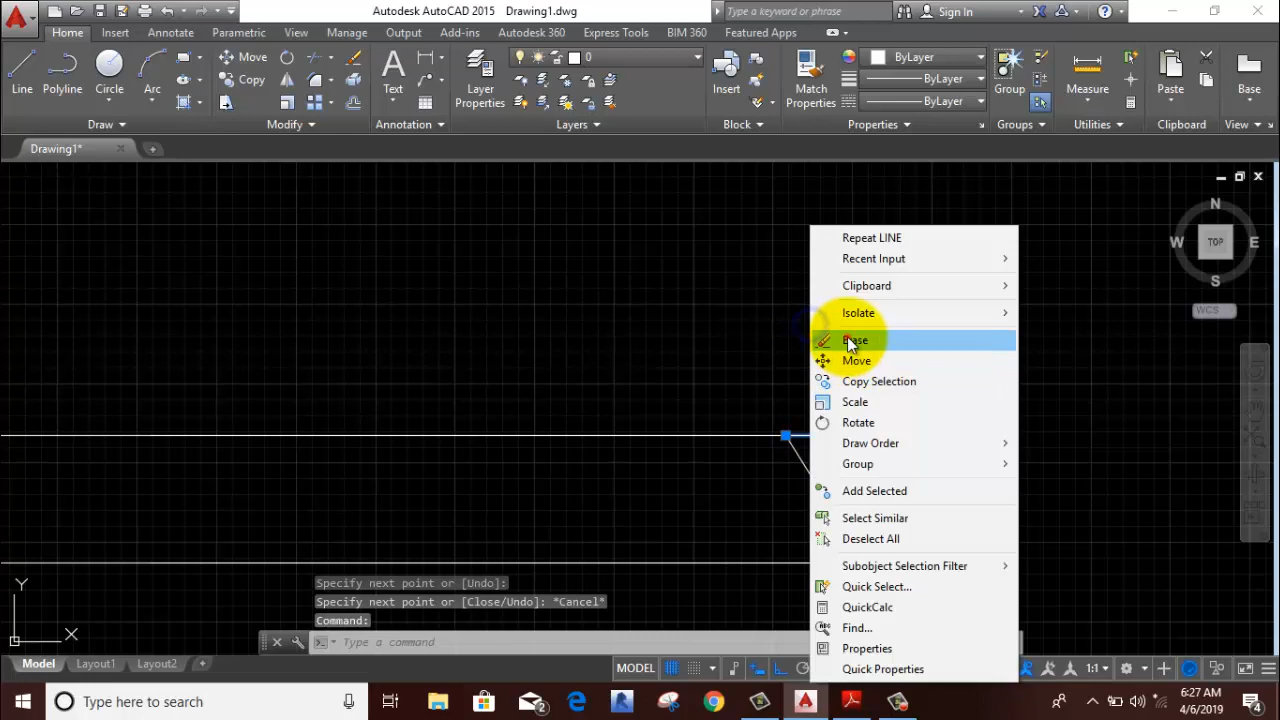 Autodesk AutoCAD 2015 Drawing1.dwg
Type a keyword or phrase
Sign In
Home Insert Annotate Parametric View Manage Output Add-ins Autodesk 360 Express Tools BIM 360 Featured Apps
Line Polyline Circle Arc
Move
Copy
Text
Layer Properties
0
Insert
Match Properties
ByLayer
ByLayer
ByLayer
Group
Measure
Paste
Base
Draw Modify Annotation Layers Block Properties Groups Utilities Clipboard View
Drawing1*
N
W TOP E
S
WCS
Repeat LINE
Recent Input
Clipboard
Isolate
Erase
Move
Copy Selection
Scale
Rotate
Draw Order
Group
Add Selected
Select Similar
Deselect All
Subobject Selection Filter
Quick Select...
QuickCalc
Find...
Properties
Quick Properties
Y
X
Specify next point or [Undo]:
Specify next point or [Close/Undo]: *Cancel*
Command:
Type a command
Model Layout1 Layout2
MODEL
1:1
Type here to search
2
6:27 AM
4/6/2019
4